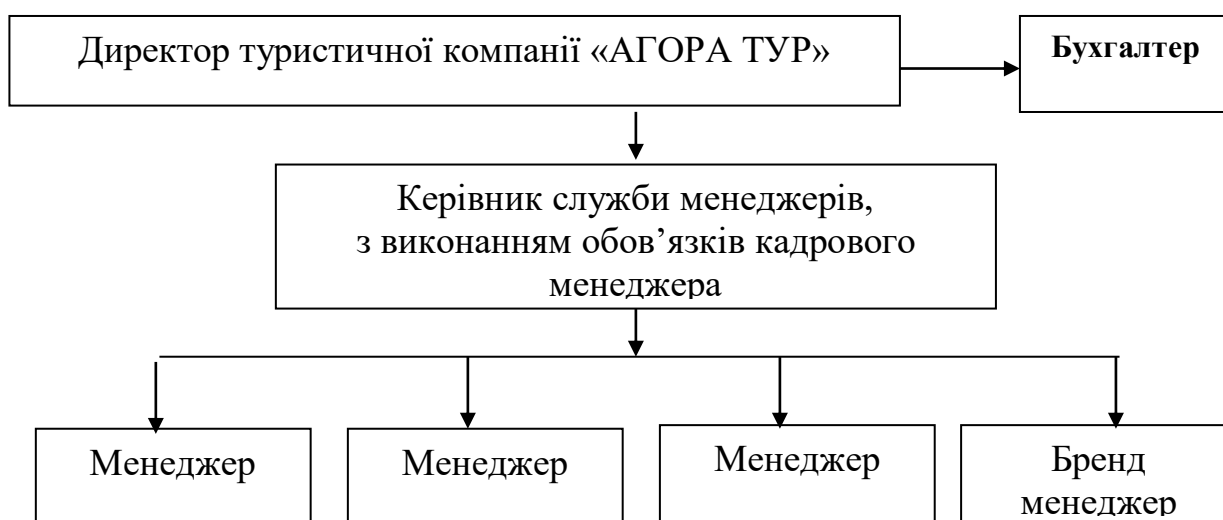 Директор туристичної компанії «АГОРА ТУР»
Бухгалтер
Керівник служби менеджерів,
з виконанням обов’язків кадрового
менеджера
Менеджер
Менеджер
Менеджер
Бренд
менеджер